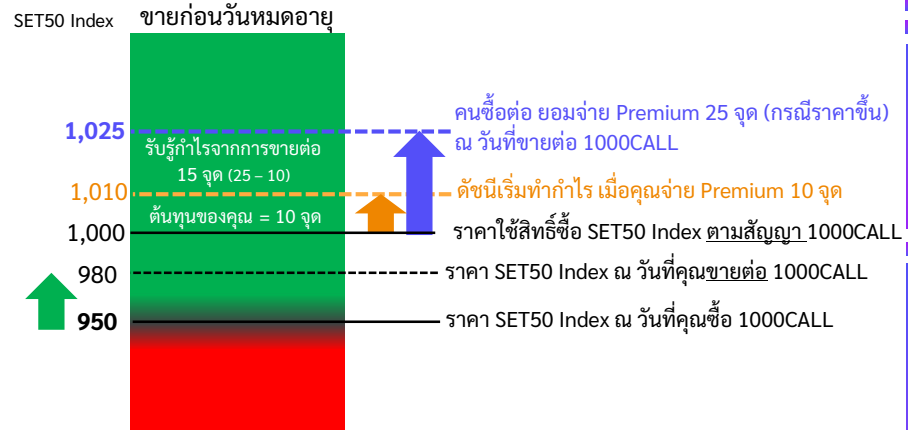 SET50 Index
ขายก่อนวันหมดอายุ
คนซื้อต่อ ยอมจ่าย Premium 25 จุด (กรณีราคาขึ้น)
1,025
ณ วันที่ขายต่อ 1000CALL
รับรู้กำไรจากการขายต่อ
15 จุด (25 – 10)
1,010
ดัชนีเริ่มทำกำไร เมื่อคุณจ่าย Premium 10 จุด
ต้นทุนของคุณ = 10 จุด
1,000
ราคาใช้สิทธิ์ซื้อ SET50 Index ตามสัญญา 1000CALL
980
ราคา SET50 Index ณ วันที่คุณขายต่อ 1000CALL
950
ราคา SET50 Index ณ วันที่คุณซื้อ 1000CALL